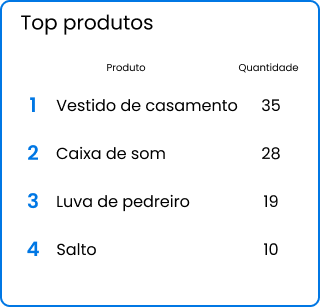 Top produtos
Produto Quantidade
1 Vestido de casamento 35
2 Caixa de som 28
3 Luva de pedreiro 19
4 Salto 10